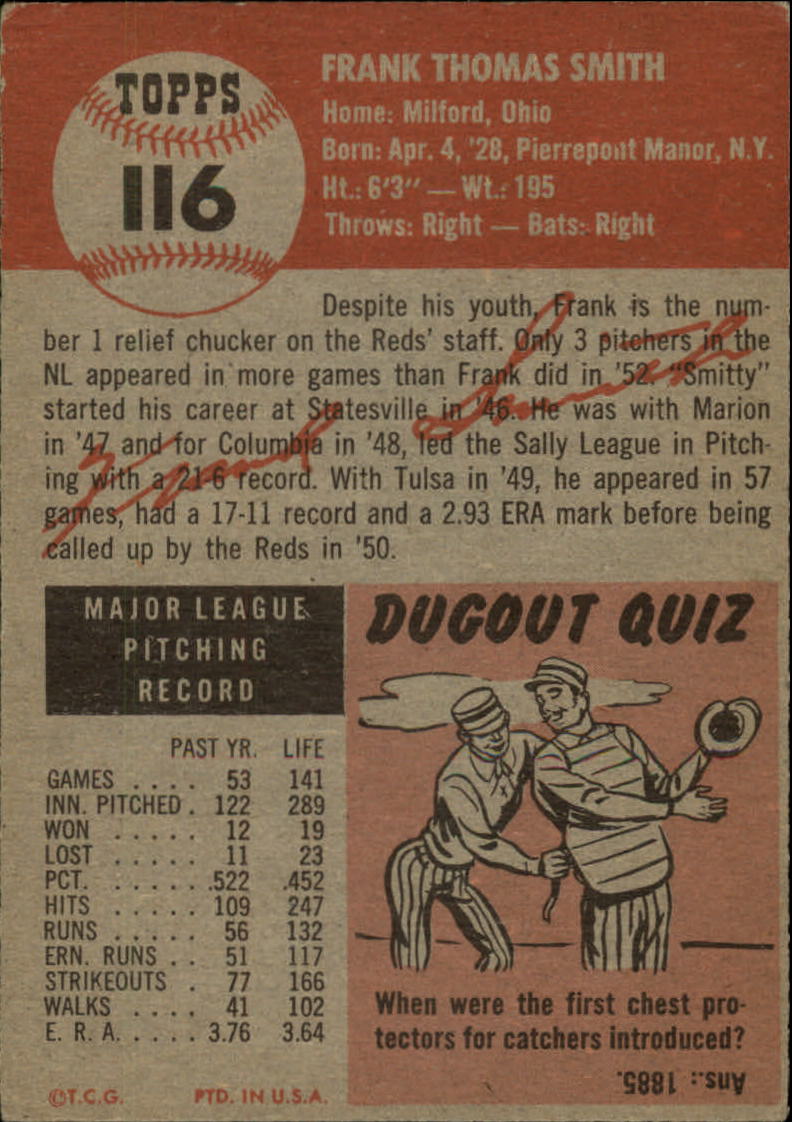 TOPPS
116
FRANK THOMAS SMITH
Home: Milford, Ohio
Born: Apr. 4, '28, Pierrepont Manor, N.Y.
Ht.: 6'3" — Wt.: 195
Throws: Right — Bats: Right
Despite his youth, Frank is the num-
ber 1 relief chucker on the Reds' staff. Only 3 pitchers in the
NL appeared in more games than Frank did in '52. "Smitty"
started his career at Statesville in '46. He was with Marion
in '47 and for Columbia in '48, led the Sally League in Pitch-
ing with a 21-6 record. With Tulsa in '49, he appeared in 57
games, had a 17-11 record and a 2.93 ERA mark before being
called up by the Reds in '50.
Frank Smith
MAJOR LEAGUE
PITCHING
RECORD
PAST YR. LIFE
GAMES . . . . 53 141
INN. PITCHED . 122 289
WON . . . . . 12 19
LOST . . . . . 11 23
PCT. . . . . . .522 .452
HITS . . . . . 109 247
RUNS . . . . . 56 132
ERN. RUNS . . 51 117
STRIKEOUTS . 77 166
WALKS . . . . 41 102
E. R. A. . . . . 3.76 3.64
©T.C.G. PTD. IN U.S.A.
DUGOUT QUIZ
When were the first chest pro-
tectors for catchers introduced?
Ans.: 1885.